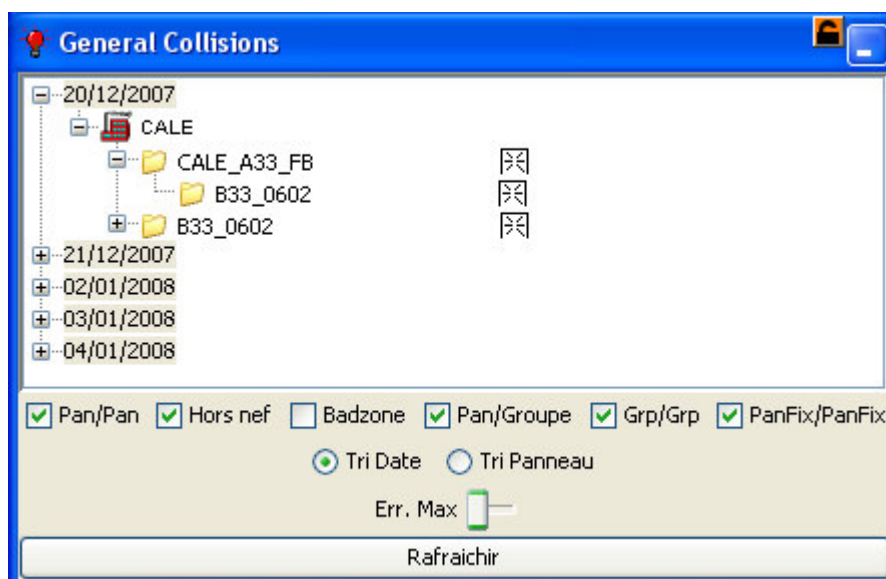 General Collisions
20/12/2007
CALE
CALE_A33_FB
B33_0602
B33_0602
21/12/2007
02/01/2008
03/01/2008
04/01/2008
Pan/Pan Hors nef Badzone Pan/Groupe Grp/Grp PanFix/PanFix
Tri Date Tri Panneau
Err. Max
Rafraichir